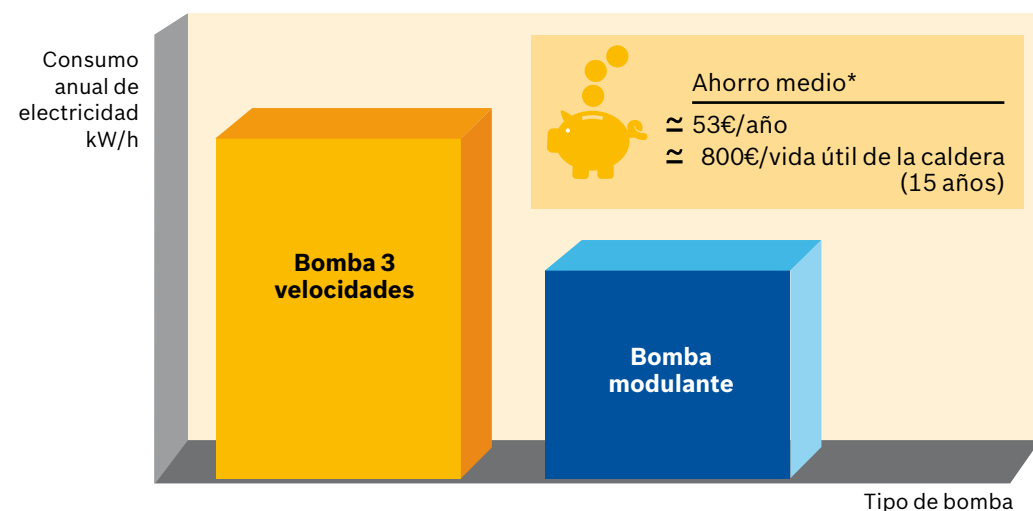 Consumo
anual de
electricidad
kW/h
Ahorro medio*
≃ 53€/año
≃ 800€/vida útil de la caldera
(15 años)
Bomba 3
velocidades
Bomba
modulante
Tipo de bomba